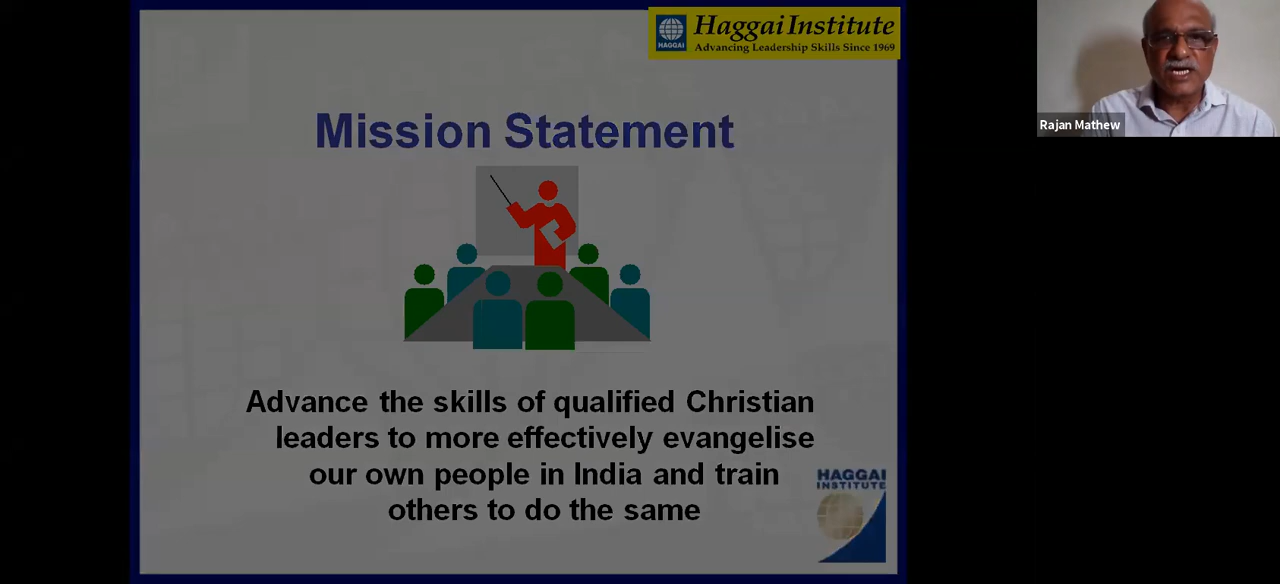 Haggai Institute
HAGGAI
Advancing Leadership Skills Since 1969
Rajan Mathew
Mission Statement
Advance the skills of qualified Christian
leaders to more effectively evangelise
our own people in India and train
others to do the same
HAGGAI
INSTITUTE